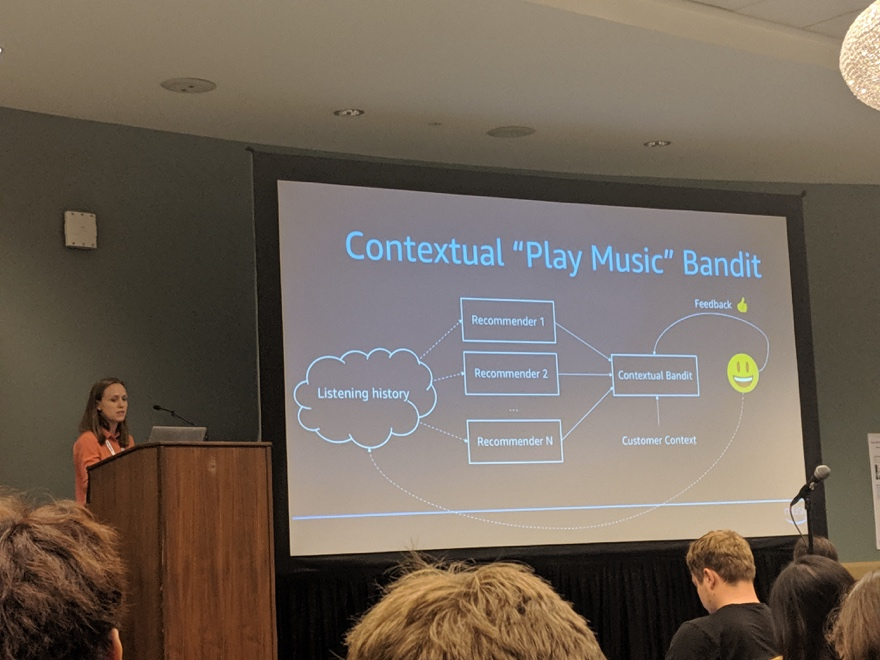 Contextual “Play Music” Bandit
Feedback
Recommender 1
Listening history
Recommender 2
Contextual Bandit
...
Recommender N
Customer Context